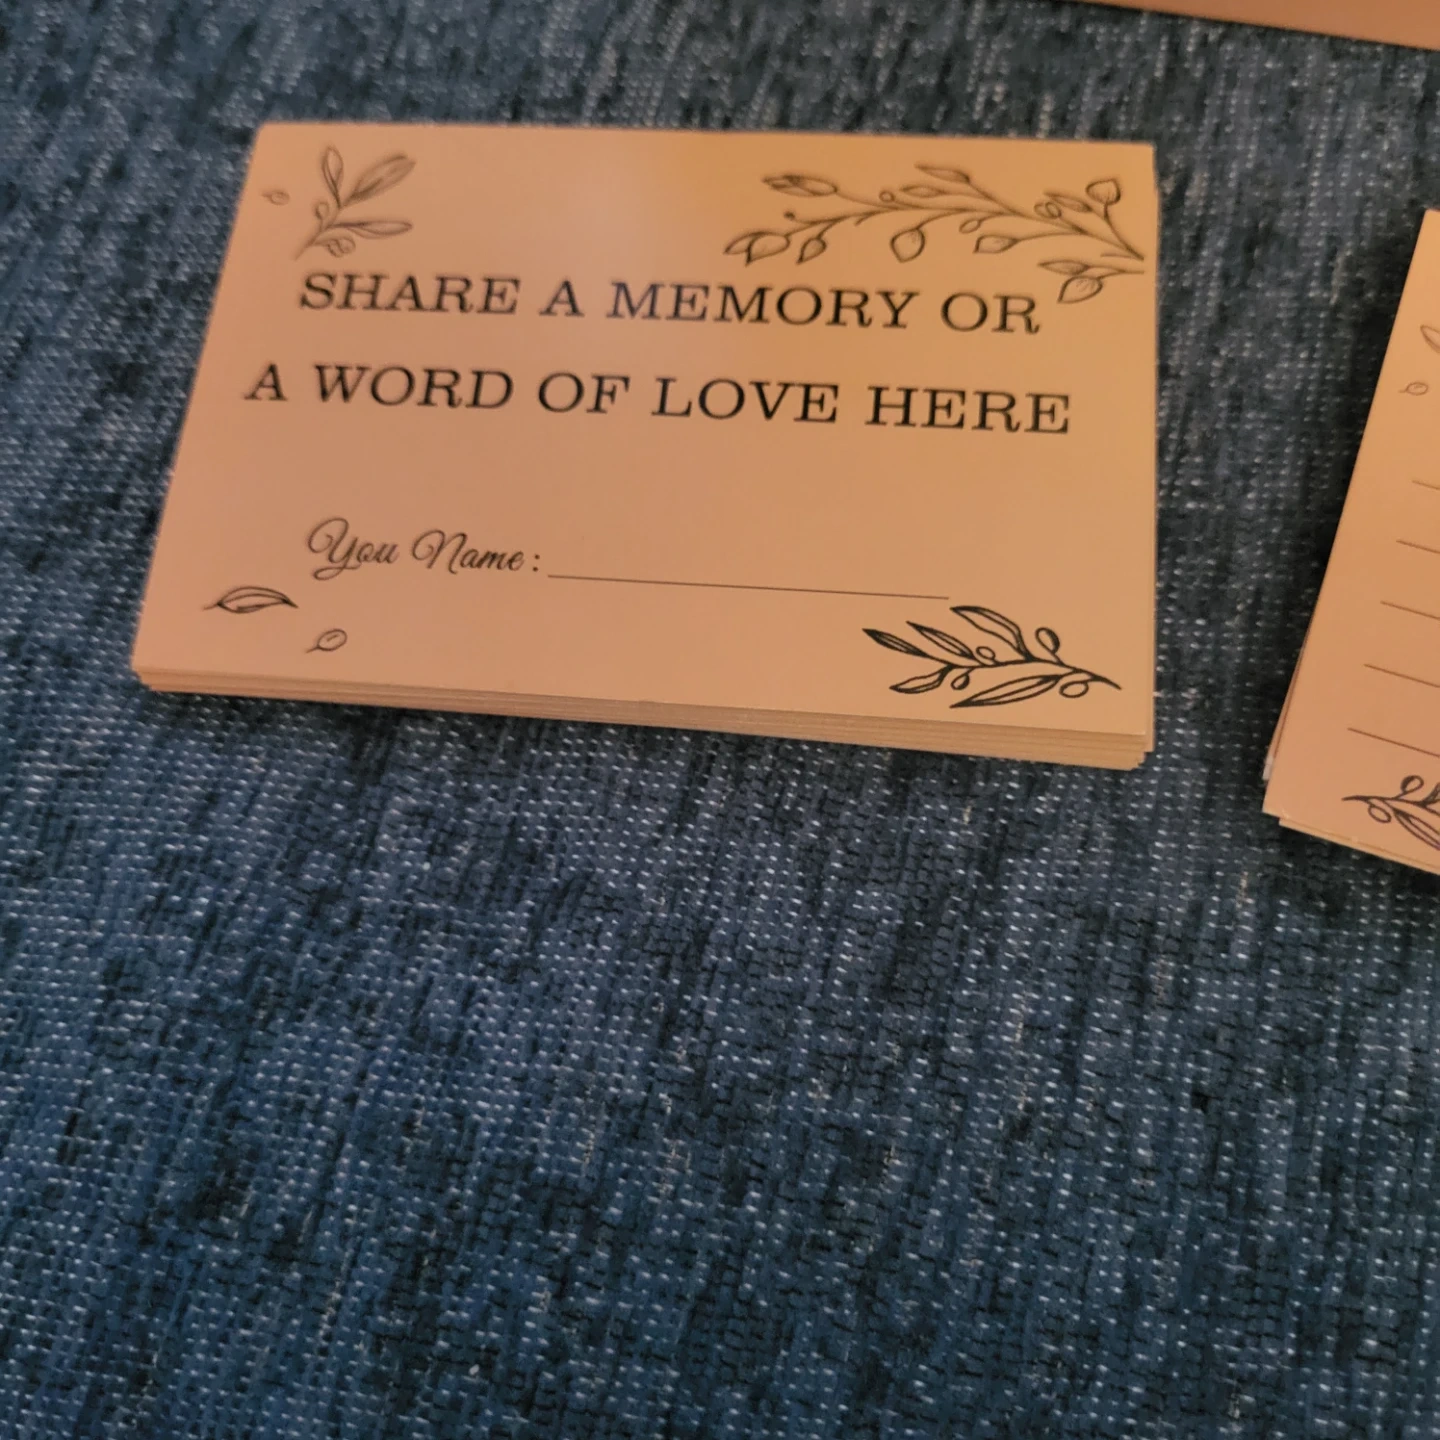 SHARE A MEMORY OR
A WORD OF LOVE HERE
You Name: